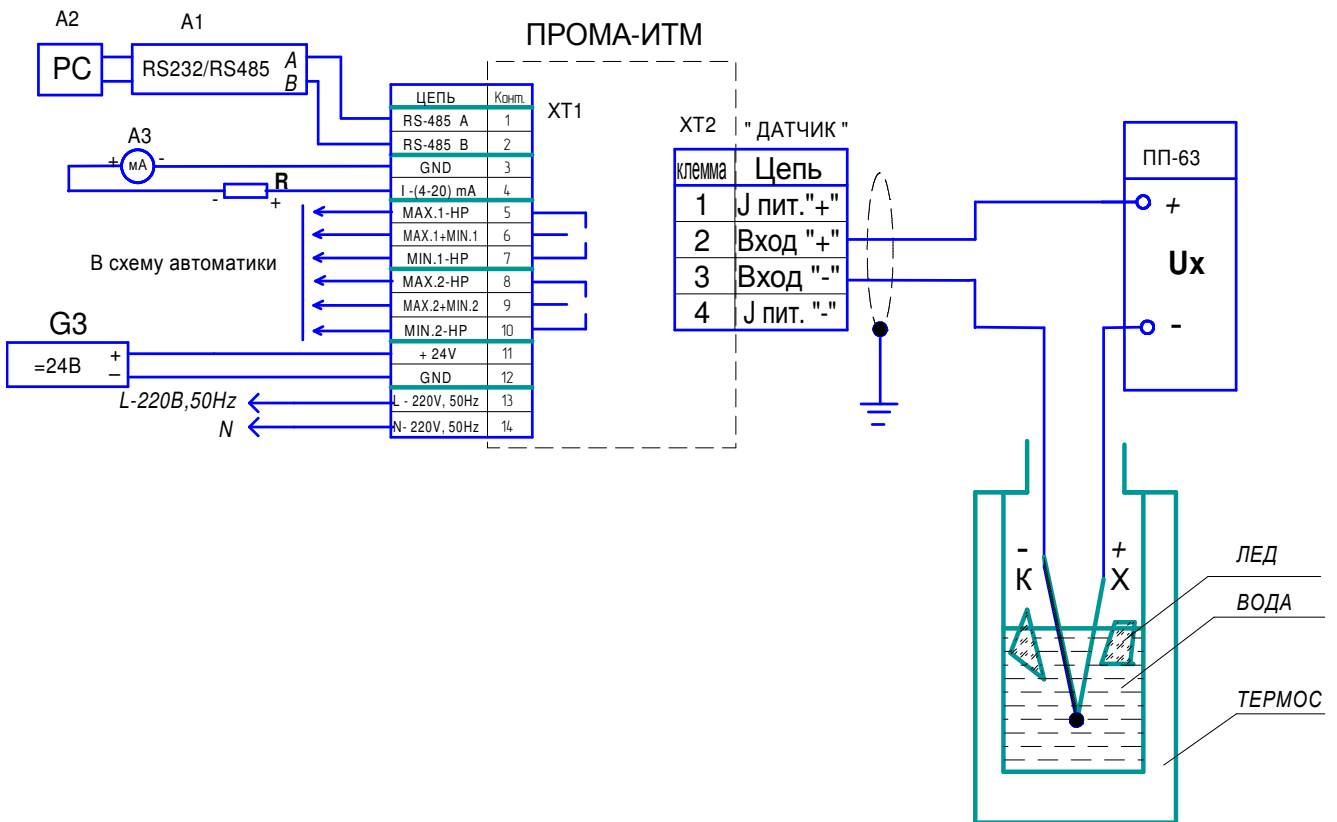 A2
A1
ПРОМА-ИТМ
PC
RS232/RS485
A
B
ЦЕПЬ Конт.
RS-485 A 1
RS-485 B 2
GND 3
I -(4-20) mA 4
MAX.1-HP 5
MAX.1+MIN.1 6
MIN.1-HP 7
MAX.2-HP 8
MAX.2+MIN.2 9
MIN.2-HP 10
+ 24V 11
GND 12
L - 220V, 50Hz 13
N- 220V, 50Hz 14
XT1
A3
+ мА -
R
- +
В схему автоматики
G3
=24В
+
–
L-220В,50Hz
N
XT2 " ДАТЧИК "
клемма Цепь
1 J пит."+"
2 Вход "+"
3 Вход "-"
4 J пит. "-"
ПП-63
+
Ux
-
- +
К Х
ЛЕД
ВОДА
ТЕРМОС